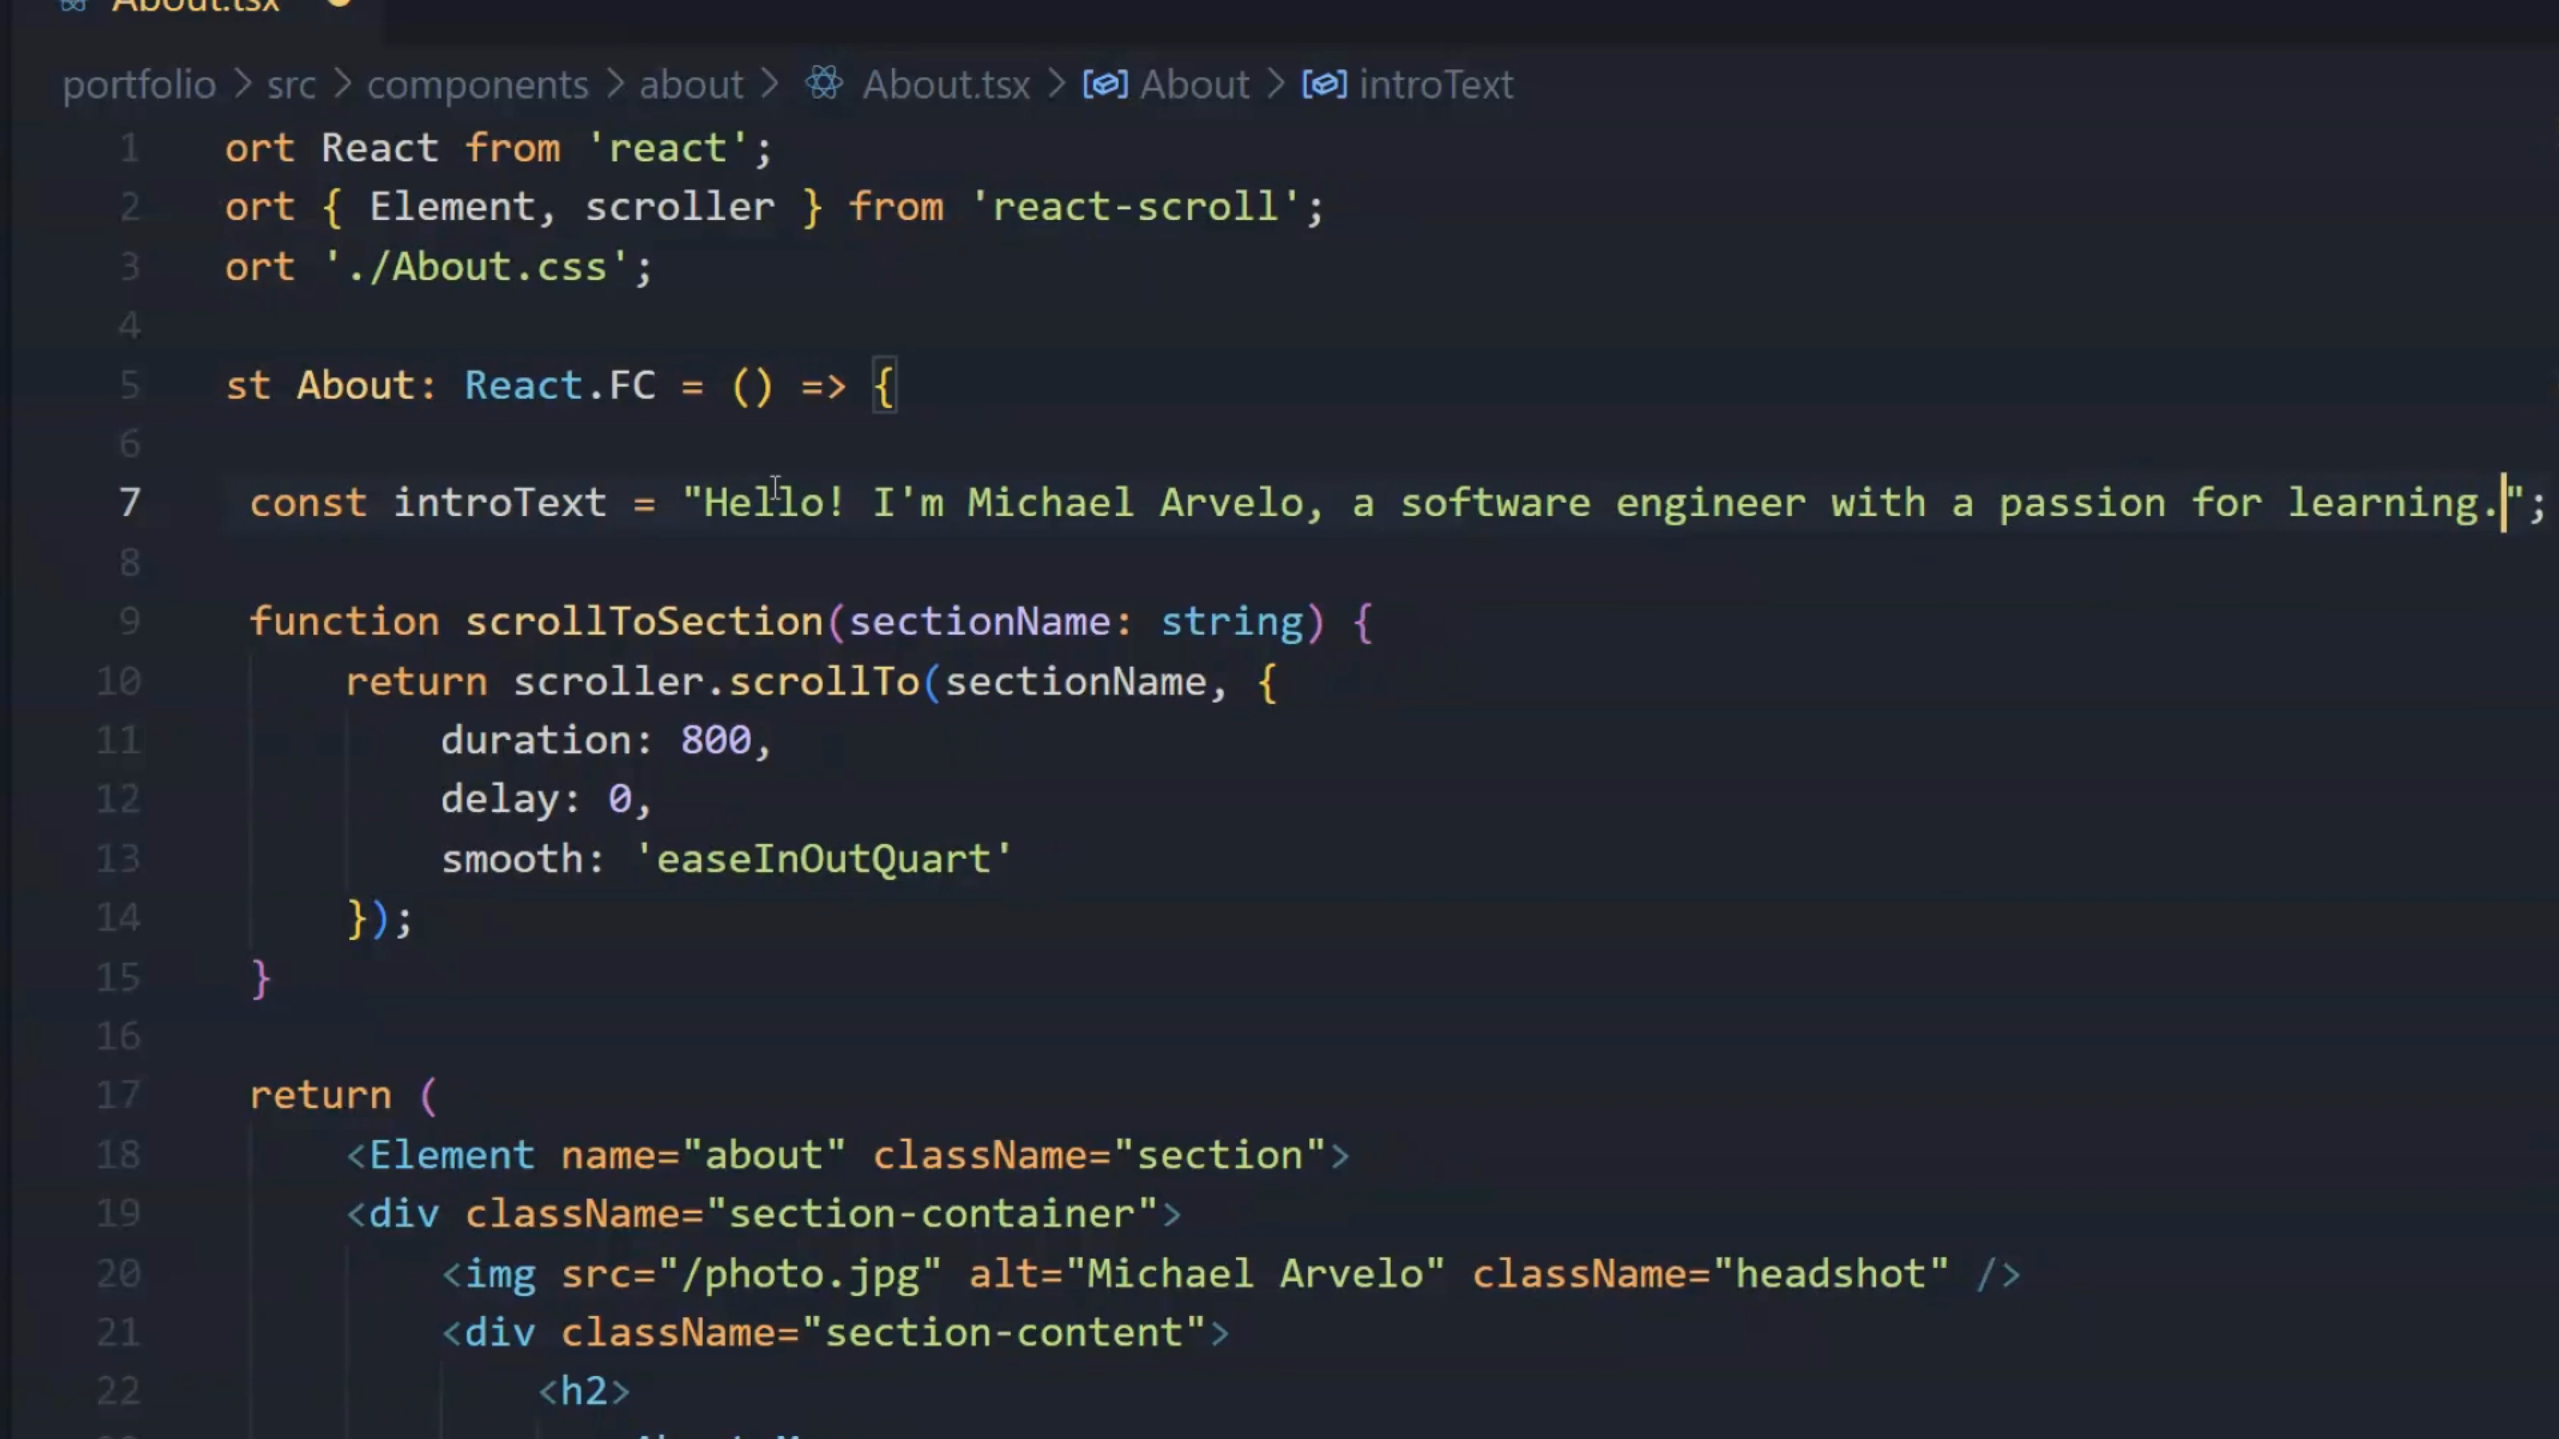 About.tsx
portfolio > src > components > about > About.tsx > About > introText
1 ort React from 'react';
2 ort { Element, scroller } from 'react-scroll';
3 ort './About.css';
4
5 st About: React.FC = () => {
6
7 const introText = "Hello! I'm Michael Arvelo, a software engineer with a passion for learning.";
8
9 function scrollToSection(sectionName: string) {
10 return scroller.scrollTo(sectionName, {
11 duration: 800,
12 delay: 0,
13 smooth: 'easeInOutQuart'
14 });
15 }
16
17 return (
18 <Element name="about" className="section">
19 <div className="section-container">
20 <img src="/photo.jpg" alt="Michael Arvelo" className="headshot" />
21 <div className="section-content">
22 <h2>